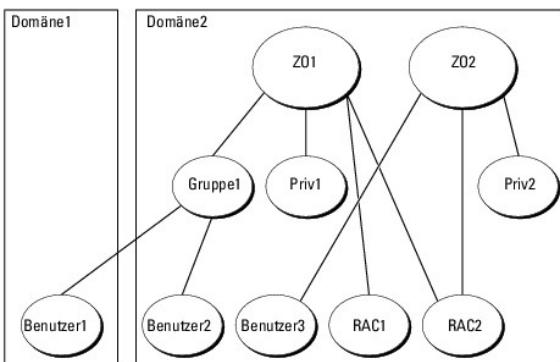 Domäne1
Domäne2
ZO1
ZO2
Gruppe1
Priv1
Priv2
Benutzer1
Benutzer2
Benutzer3
RAC1
RAC2